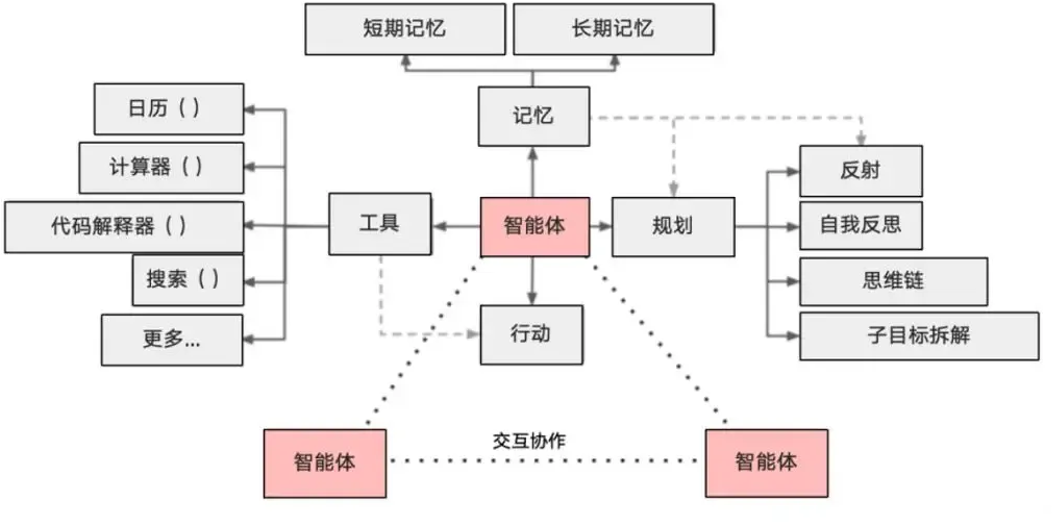 短期记忆
长期记忆
日历（ ）
记忆
计算器（ ）
反射
代码解释器（ ）
工具
智能体
规划
自我反思
搜索（ ）
思维链
更多...
行动
子目标拆解
交互协作
智能体
智能体